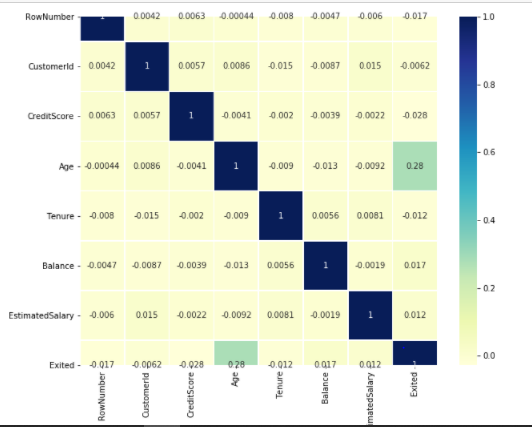 RowNumber 1 0.0042 0.0063 -0.00044 -0.008 -0.0047 -0.006 -0.017
CustomerId 0.0042 1 0.0057 0.0086 -0.015 -0.0087 0.015 -0.0062
CreditScore 0.0063 0.0057 1 -0.0041 -0.002 -0.0039 -0.0022 -0.028
Age -0.00044 0.0086 -0.0041 1 -0.009 -0.013 -0.0092 0.28
Tenure -0.008 -0.015 -0.002 -0.009 1 0.0056 0.0081 -0.012
Balance -0.0047 -0.0087 -0.0039 -0.013 0.0056 1 -0.0019 0.017
EstimatedSalary -0.006 0.015 -0.0022 -0.0092 0.0081 -0.0019 1 0.012
Exited -0.017 -0.0062 -0.028 0.28 -0.012 0.017 0.012 1
RowNumber
CustomerId
CreditScore
Age
Tenure
Balance
imatedSalary
Exited
1.0
0.8
0.6
0.4
0.2
0.0